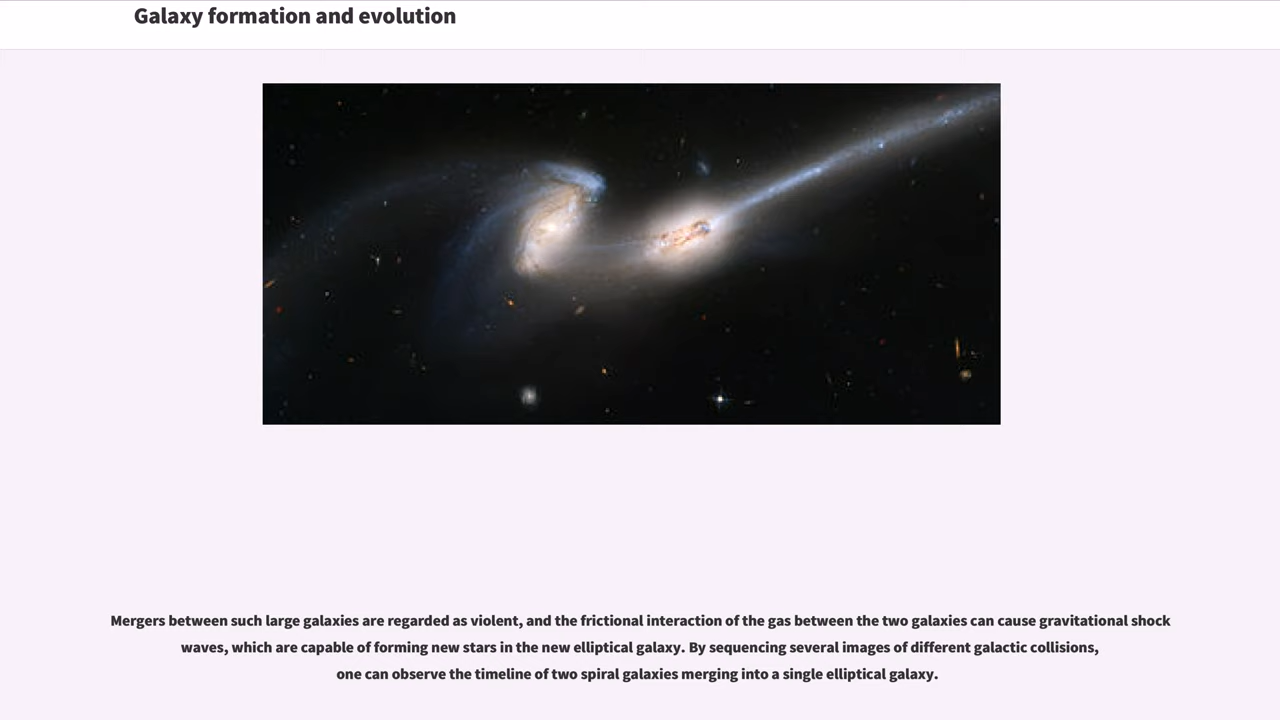 Galaxy formation and evolution
Mergers between such large galaxies are regarded as violent, and the frictional interaction of the gas between the two galaxies can cause gravitational shock
waves, which are capable of forming new stars in the new elliptical galaxy. By sequencing several images of different galactic collisions,
one can observe the timeline of two spiral galaxies merging into a single elliptical galaxy.